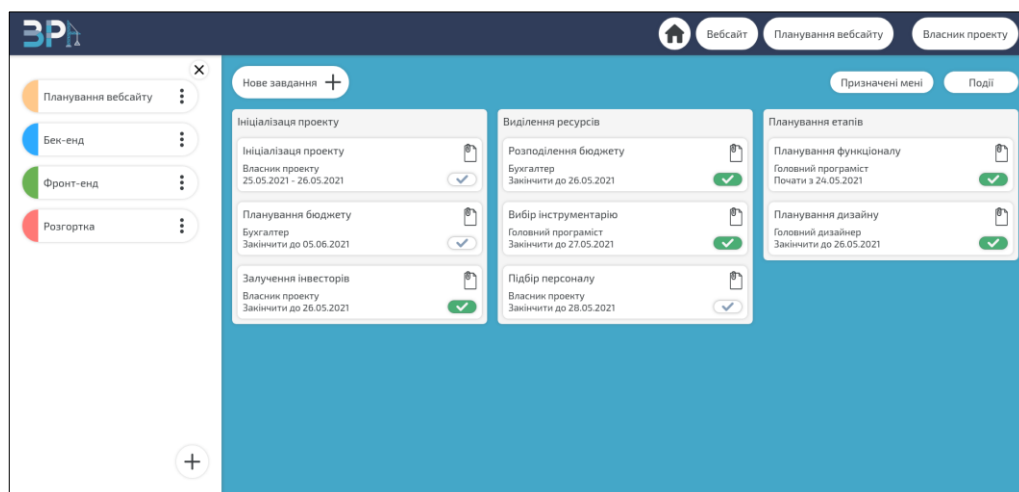 ЗРһ
Вебсайт
Планування вебсайту
Власник проекту
Планування вебсайту
Бек-енд
Фронт-енд
Розгортка
Нове завдання
Призначені мені
Події
Ініціалізаця проекту
Ініціалізаця проекту
Власник проекту
25.05.2021 - 26.05.2021
Планування бюджету
Бухгалтер
Закінчити до 05.06.2021
Залучення інвесторів
Власник проекту
Закінчити до 26.05.2021
Виділення ресурсів
Розподілення бюджету
Бухгалтер
Закінчити до 26.05.2021
Вибір інструментарію
Головний програміст
Закінчити до 27.05.2021
Підбір персоналу
Власник проекту
Закінчити до 28.05.2021
Планування етапів
Планування функціоналу
Головний програміст
Почати з 24.05.2021
Планування дизайну
Головний дизайнер
Закінчити до 26.05.2021